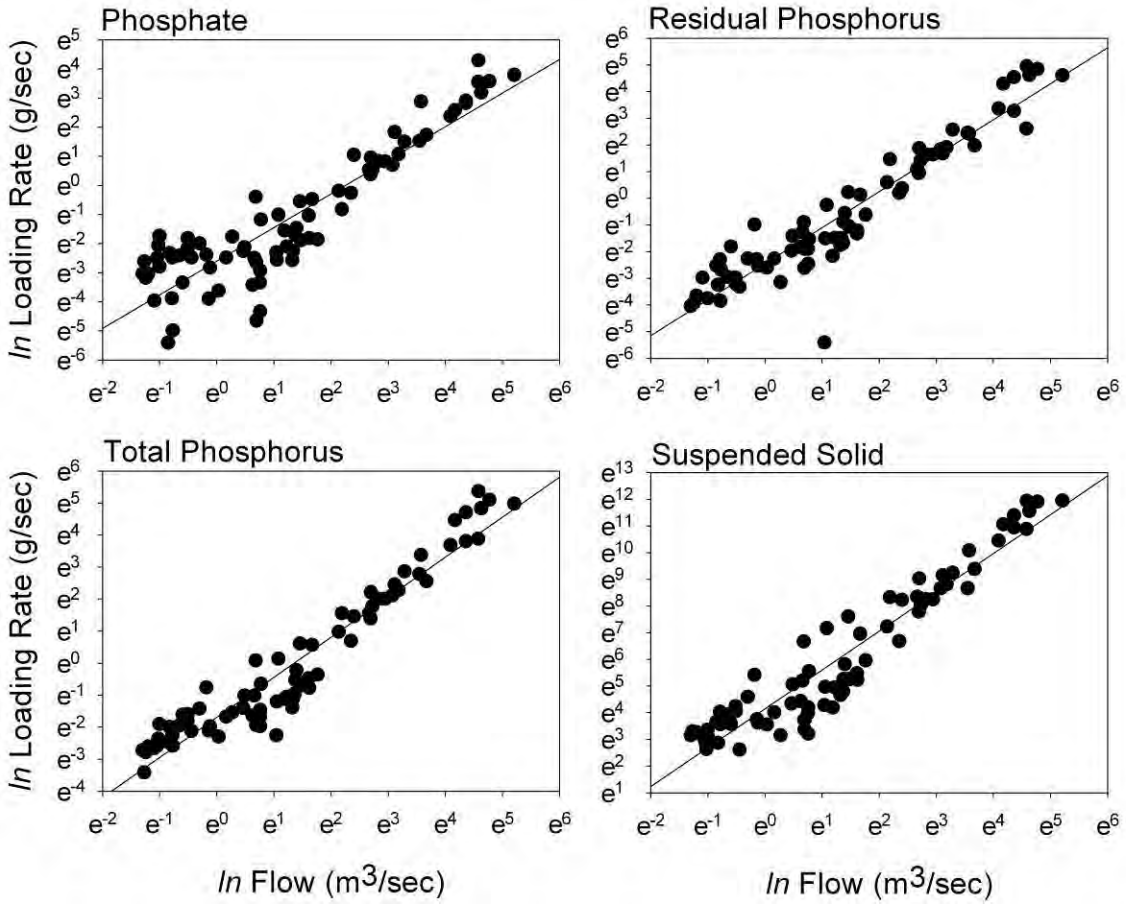 Phosphate
ln Loading Rate (g/sec)
e⁵
e⁴
e³
e²
e¹
e⁰
e⁻¹
e⁻²
e⁻³
e⁻⁴
e⁻⁵
e⁻⁶
e⁻² e⁻¹ e⁰ e¹ e² e³ e⁴ e⁵ e⁶
Residual Phosphorus
e⁶
e⁵
e⁴
e³
e²
e¹
e⁰
e⁻¹
e⁻²
e⁻³
e⁻⁴
e⁻⁵
e⁻⁶
e⁻² e⁻¹ e⁰ e¹ e² e³ e⁴ e⁵ e⁶
Total Phosphorus
ln Loading Rate (g/sec)
e⁶
e⁵
e⁴
e³
e²
e¹
e⁰
e⁻¹
e⁻²
e⁻³
e⁻⁴
e⁻² e⁻¹ e⁰ e¹ e² e³ e⁴ e⁵ e⁶
ln Flow (m³/sec)
Suspended Solid
e¹³
e¹²
e¹¹
e¹⁰
e⁹
e⁸
e⁷
e⁶
e⁵
e⁴
e³
e²
e¹
e⁻² e⁻¹ e⁰ e¹ e² e³ e⁴ e⁵ e⁶
ln Flow (m³/sec)